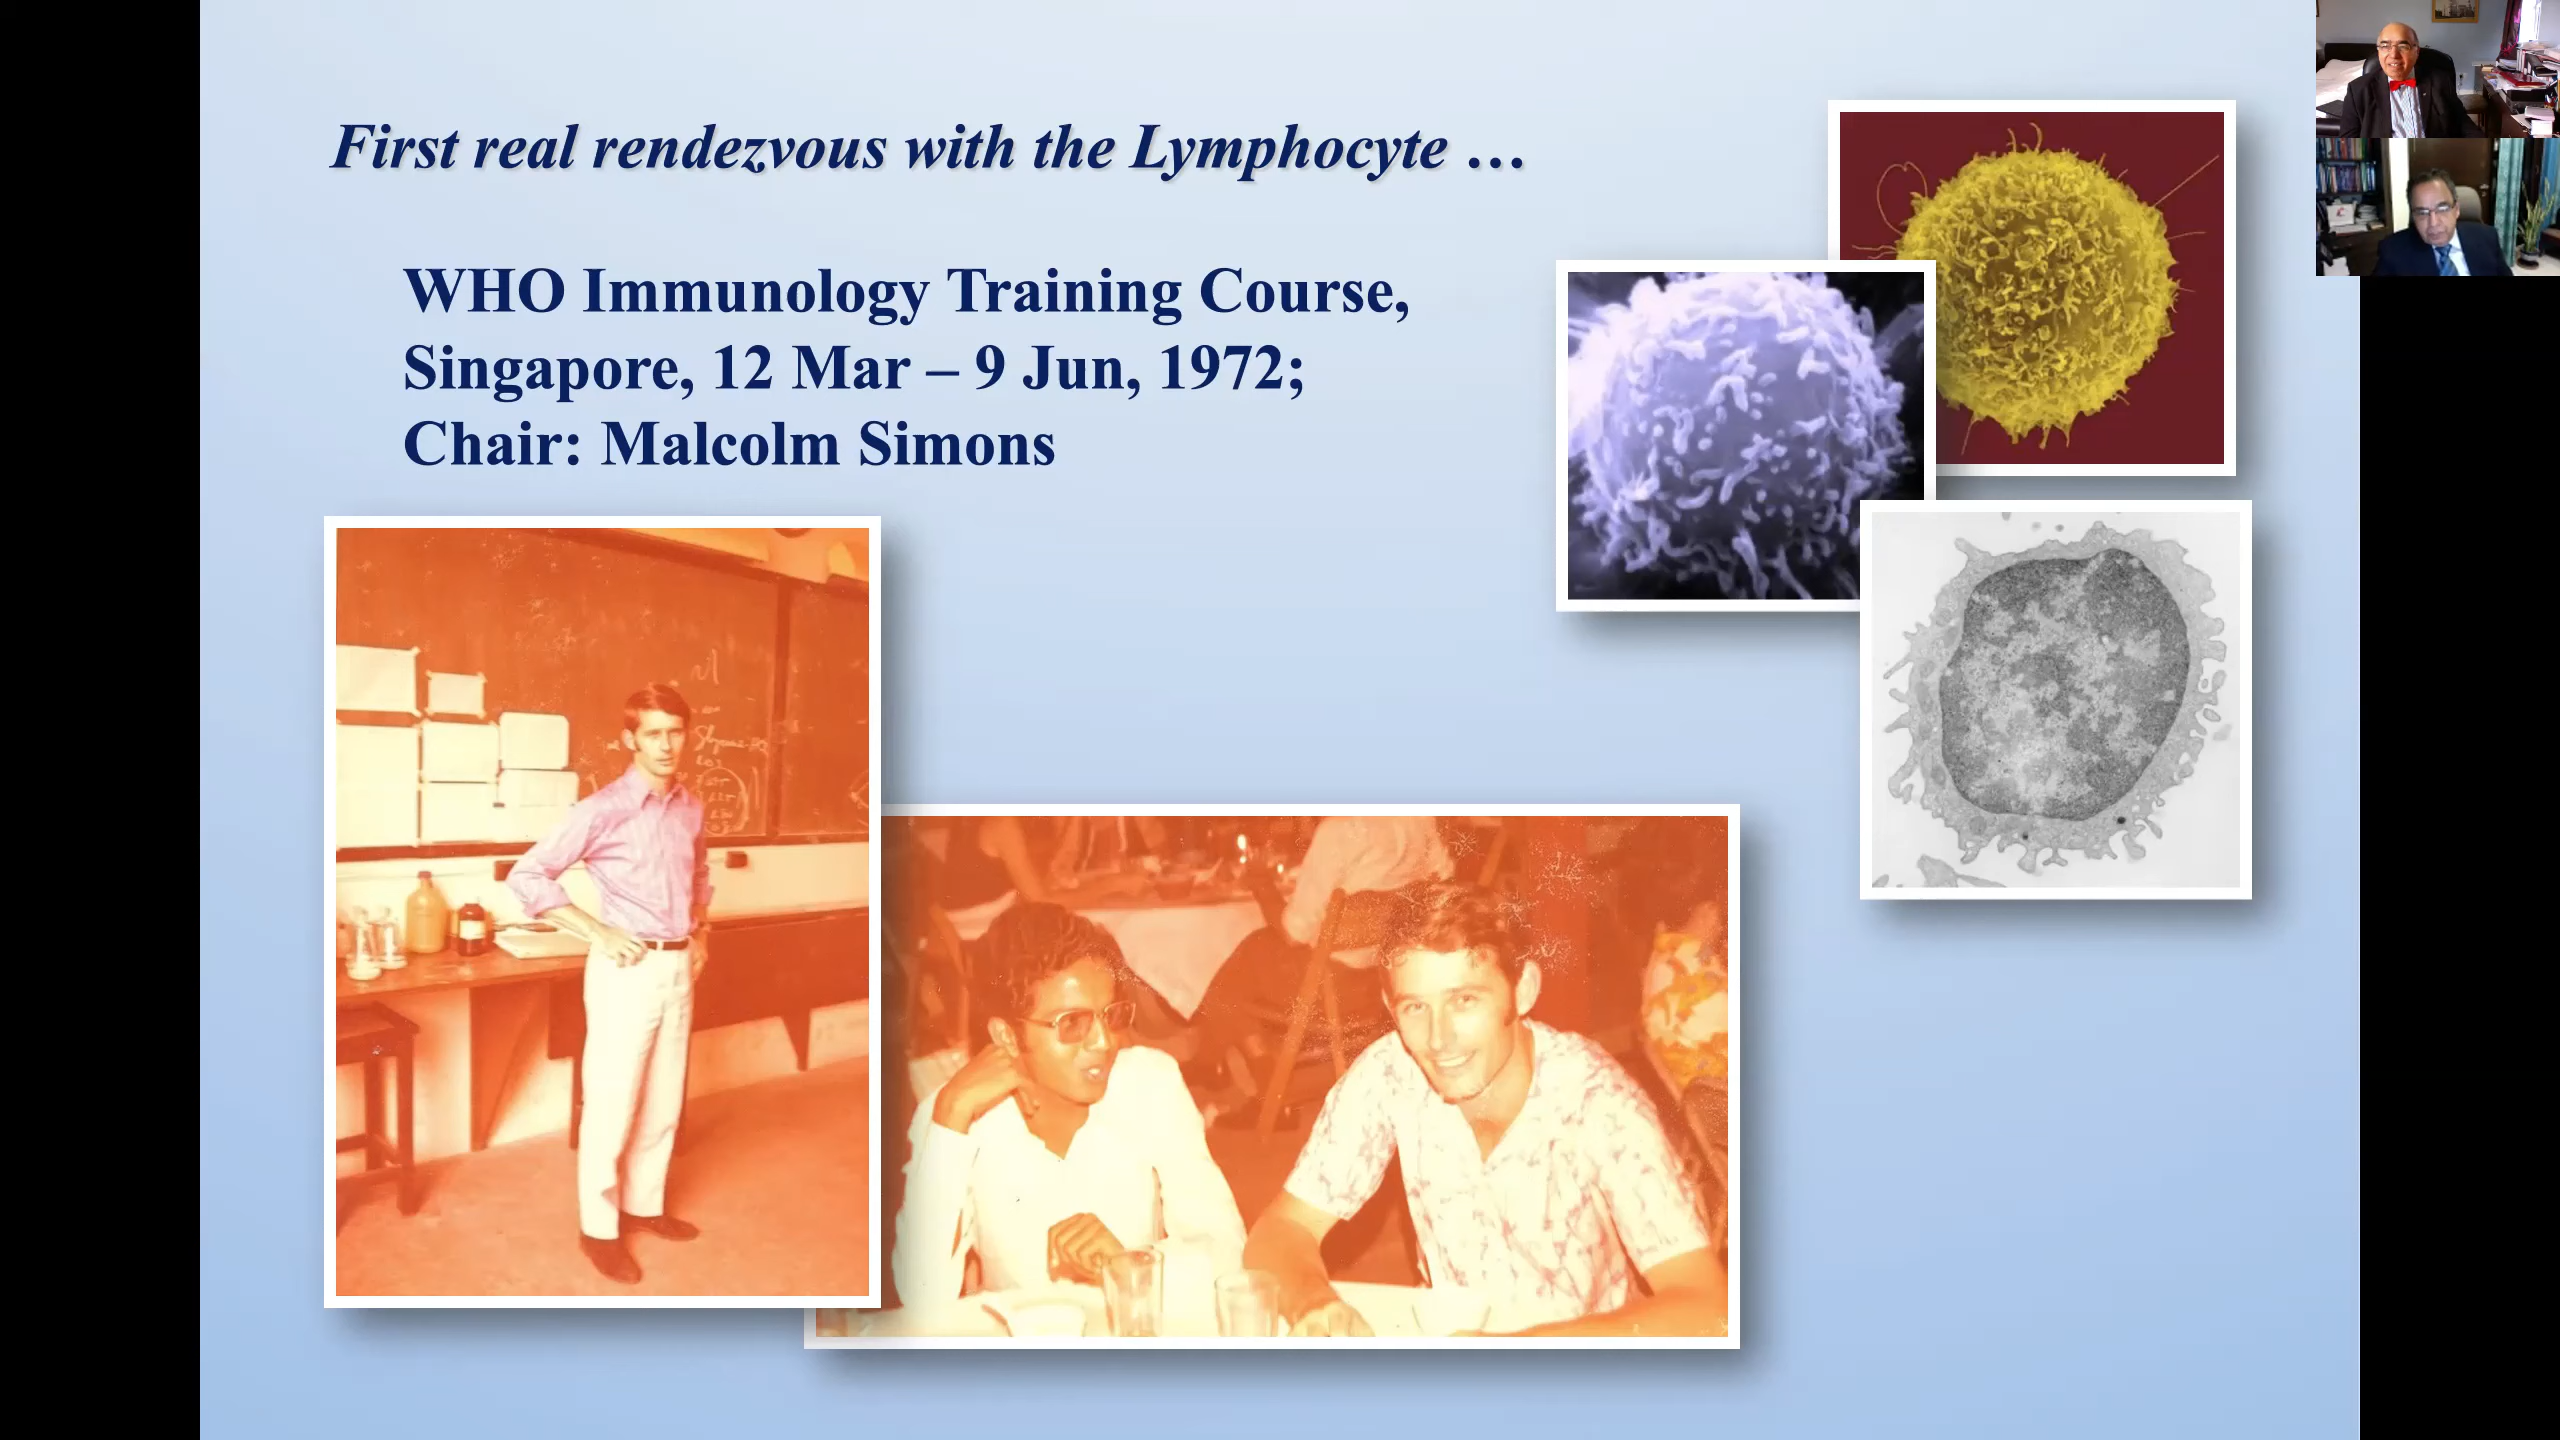 First real rendezvous with the Lymphocyte …
WHO Immunology Training Course,
Singapore, 12 Mar – 9 Jun, 1972;
Chair: Malcolm Simons